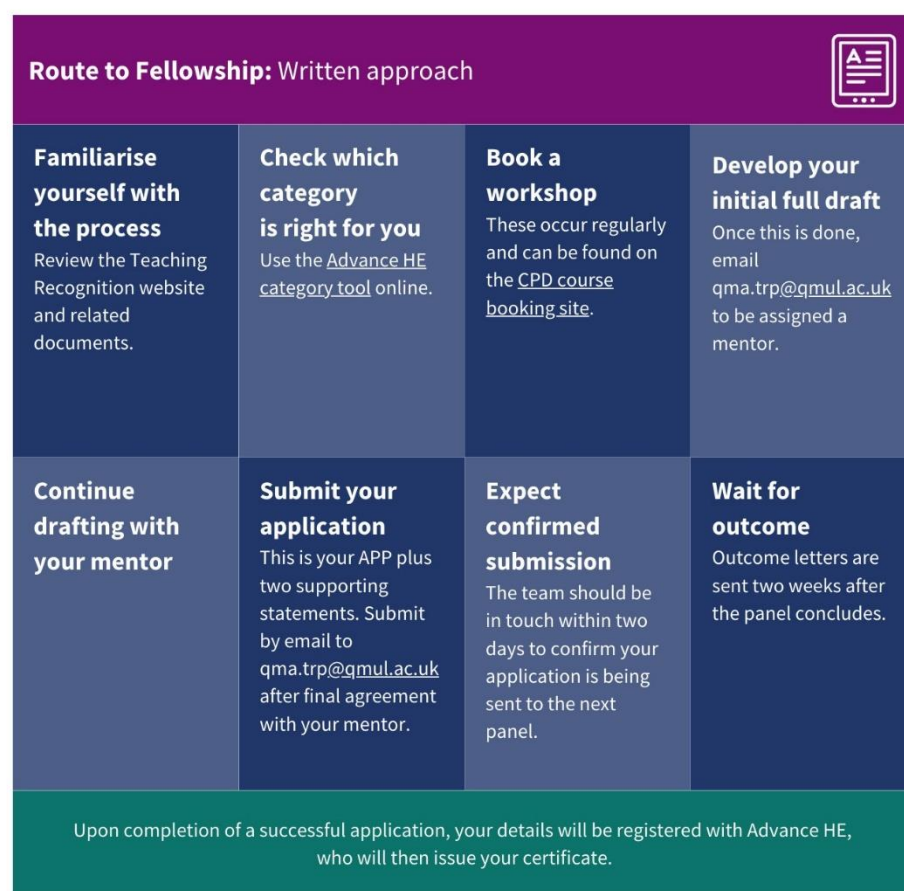 Route to Fellowship: Written approach
A
Familiarise
yourself with
the process
Review the Teaching
Recognition website
and related
documents.
Check which
category
is right for you
Use the Advance HE
category tool online.
Book a
workshop
These occur regularly
and can be found on
the CPD course
booking site.
Develop your
initial full draft
Once this is done,
email
qma.trp@qmul.ac.uk
to be assigned a
mentor.
Continue
drafting with
your mentor
Submit your
application
This is your APP plus
two supporting
statements. Submit
by email to
qma.trp@qmul.ac.uk
after final agreement
with your mentor.
Expect
confirmed
submission
The team should be
in touch within two
days to confirm your
application is being
sent to the next
panel.
Wait for
outcome
Outcome letters are
sent two weeks after
the panel concludes.
Upon completion of a successful application, your details will be registered with Advance HE,
who will then issue your certificate.